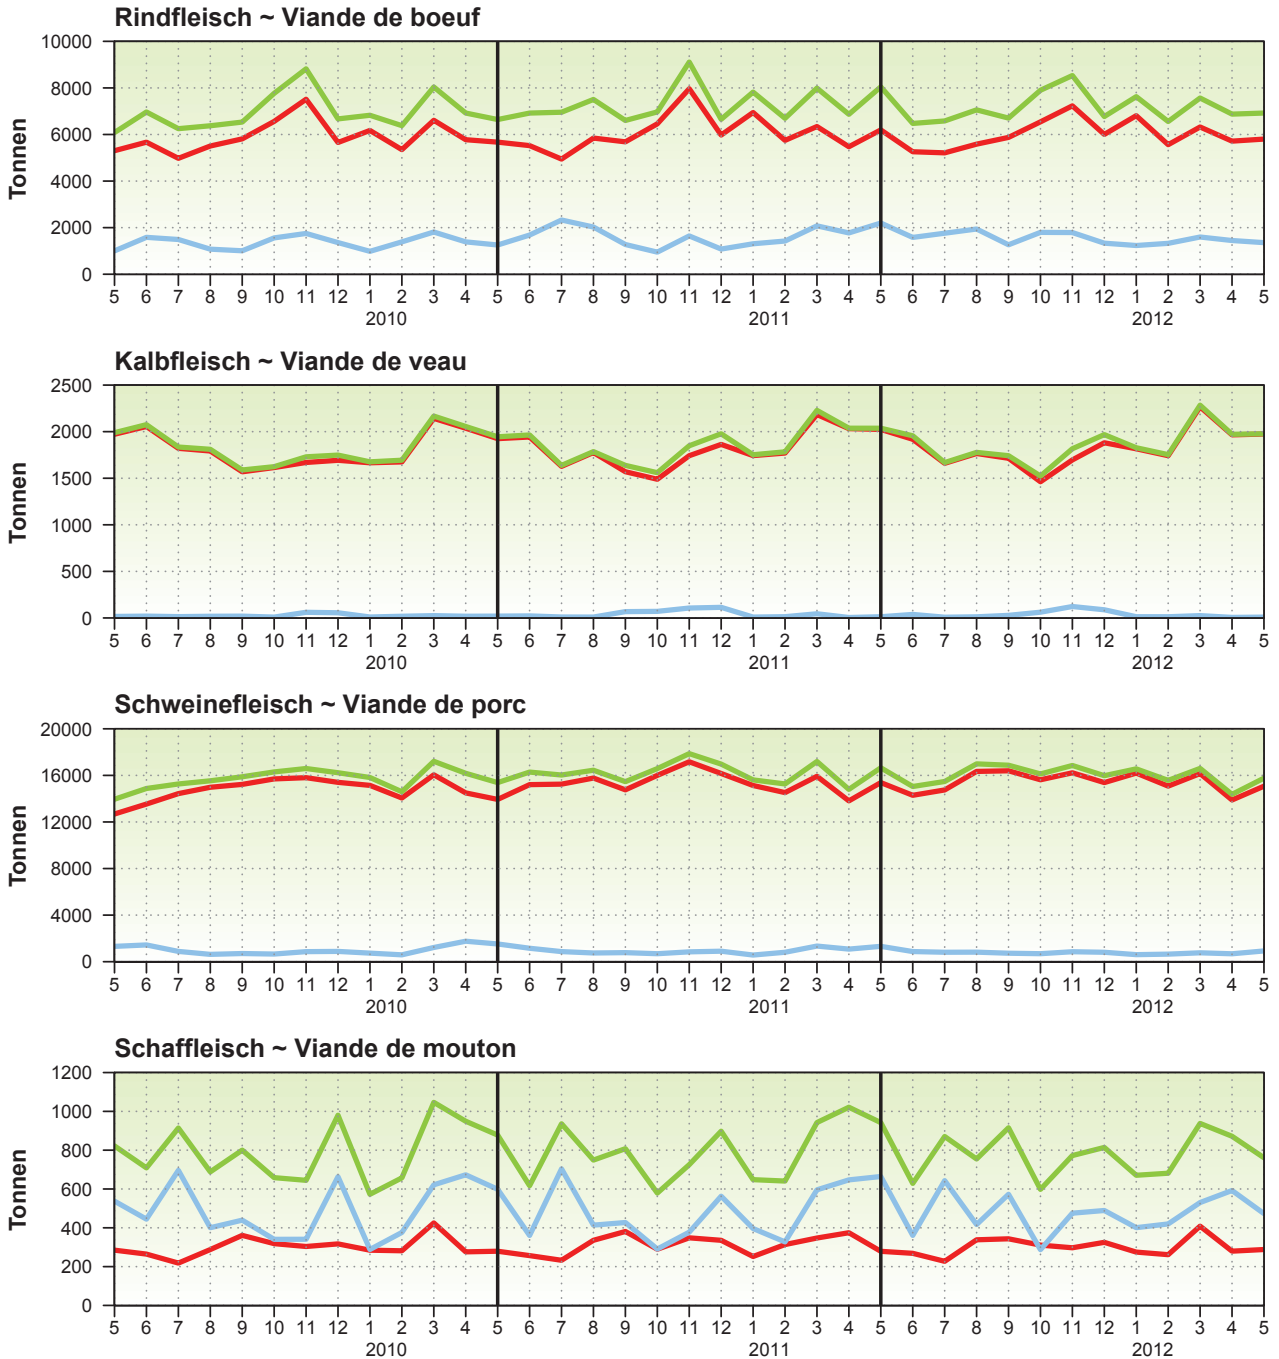 Rindfleisch ~ Viande de boeuf
Tonnen
10000
8000
6000
4000
2000
0
5 6 7 8 9 10 11 12 1 2 3 4 5 6 7 8 9 10 11 12 1 2 3 4 5 6 7 8 9 10 11 12 1 2 3 4 5
2010 2011 2012
Kalbfleisch ~ Viande de veau
Tonnen
2500
2000
1500
1000
500
0
5 6 7 8 9 10 11 12 1 2 3 4 5 6 7 8 9 10 11 12 1 2 3 4 5 6 7 8 9 10 11 12 1 2 3 4 5
2010 2011 2012
Schweinefleisch ~ Viande de porc
Tonnen
20000
16000
12000
8000
4000
0
5 6 7 8 9 10 11 12 1 2 3 4 5 6 7 8 9 10 11 12 1 2 3 4 5 6 7 8 9 10 11 12 1 2 3 4 5
2010 2011 2012
Schaffleisch ~ Viande de mouton
Tonnen
1200
1000
800
600
400
200
0
5 6 7 8 9 10 11 12 1 2 3 4 5 6 7 8 9 10 11 12 1 2 3 4 5 6 7 8 9 10 11 12 1 2 3 4 5
2010 2011 2012